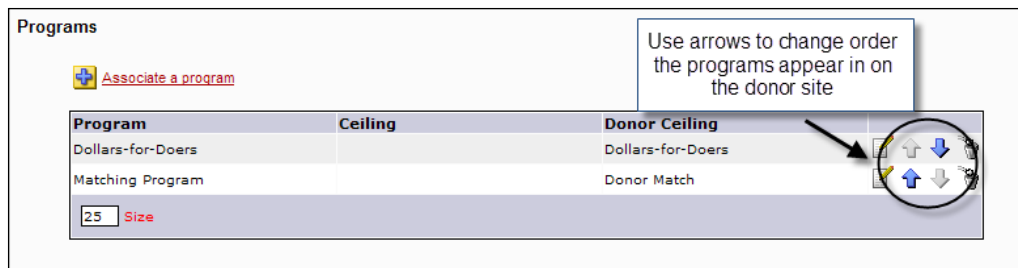 Programs
Use arrows to change order
the programs appear in on
the donor site
Associate a program
Program Ceiling Donor Ceiling
Dollars-for-Doers Dollars-for-Doers
Matching Program Donor Match
25 Size